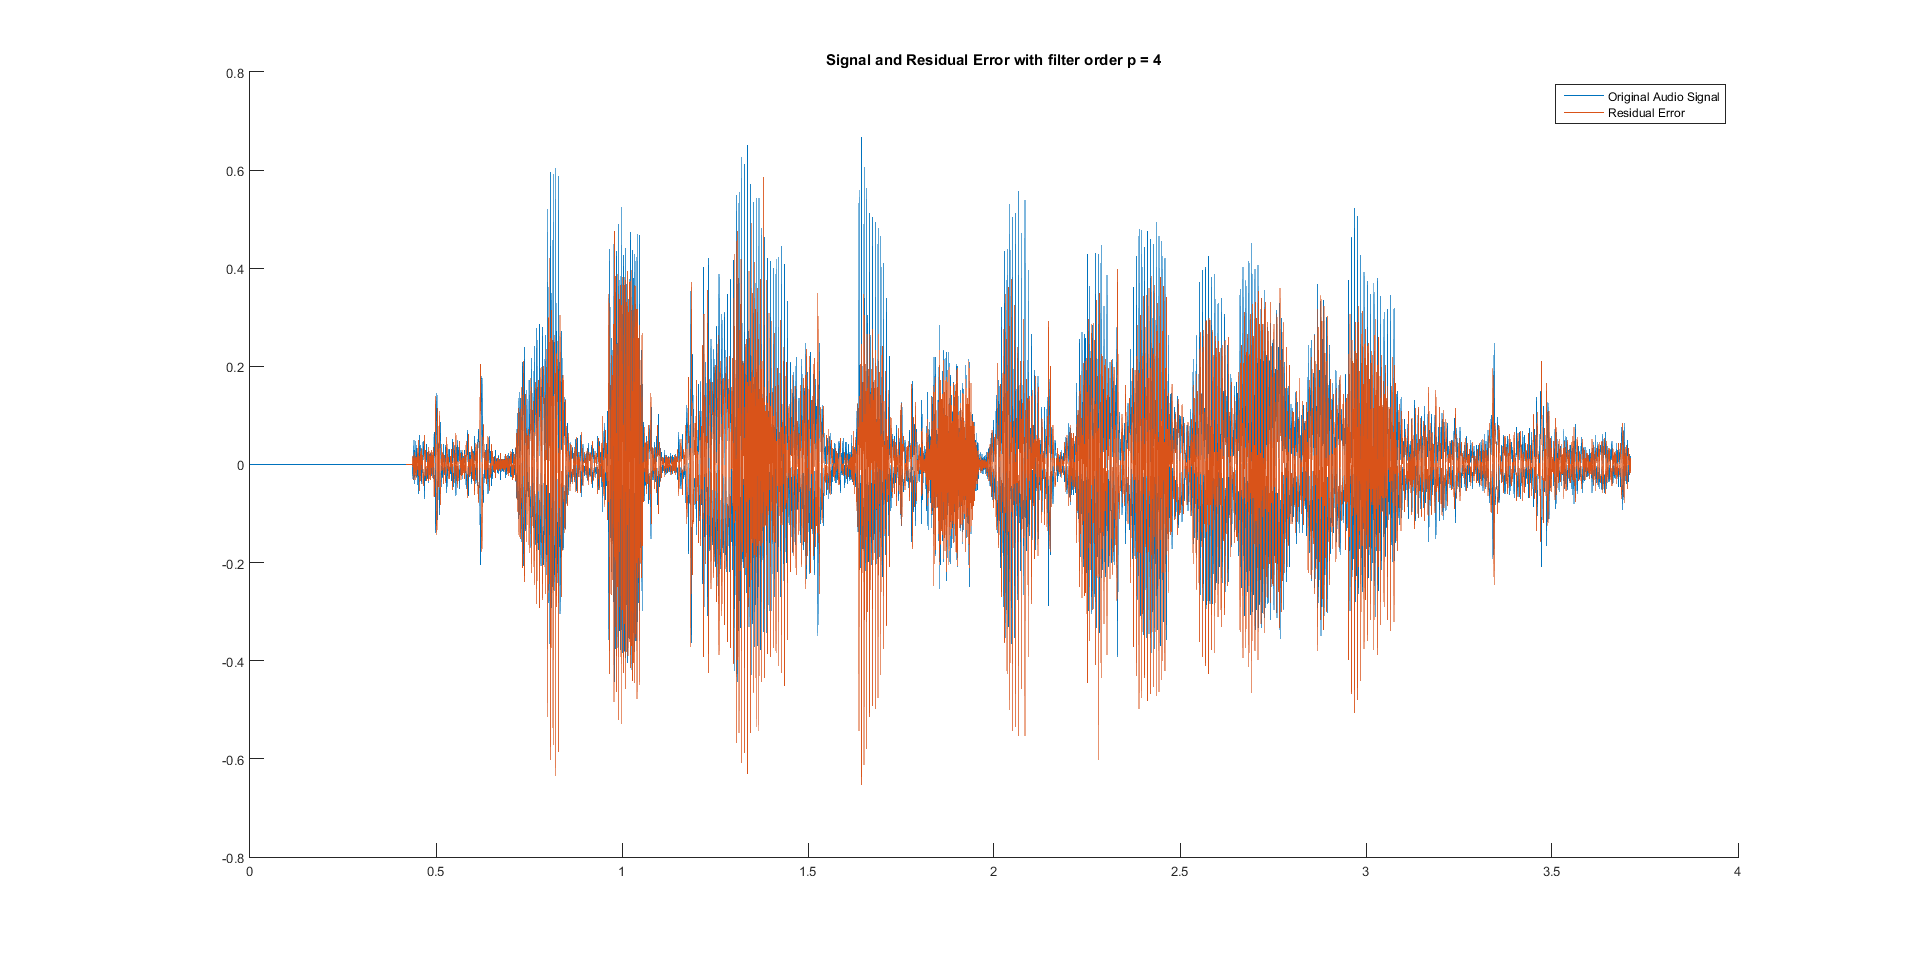 Signal and Residual Error with filter order p = 4
Original Audio Signal
Residual Error
0.8
0.6
0.4
0.2
0
-0.2
-0.4
-0.6
-0.8
0 0.5 1 1.5 2 2.5 3 3.5 4